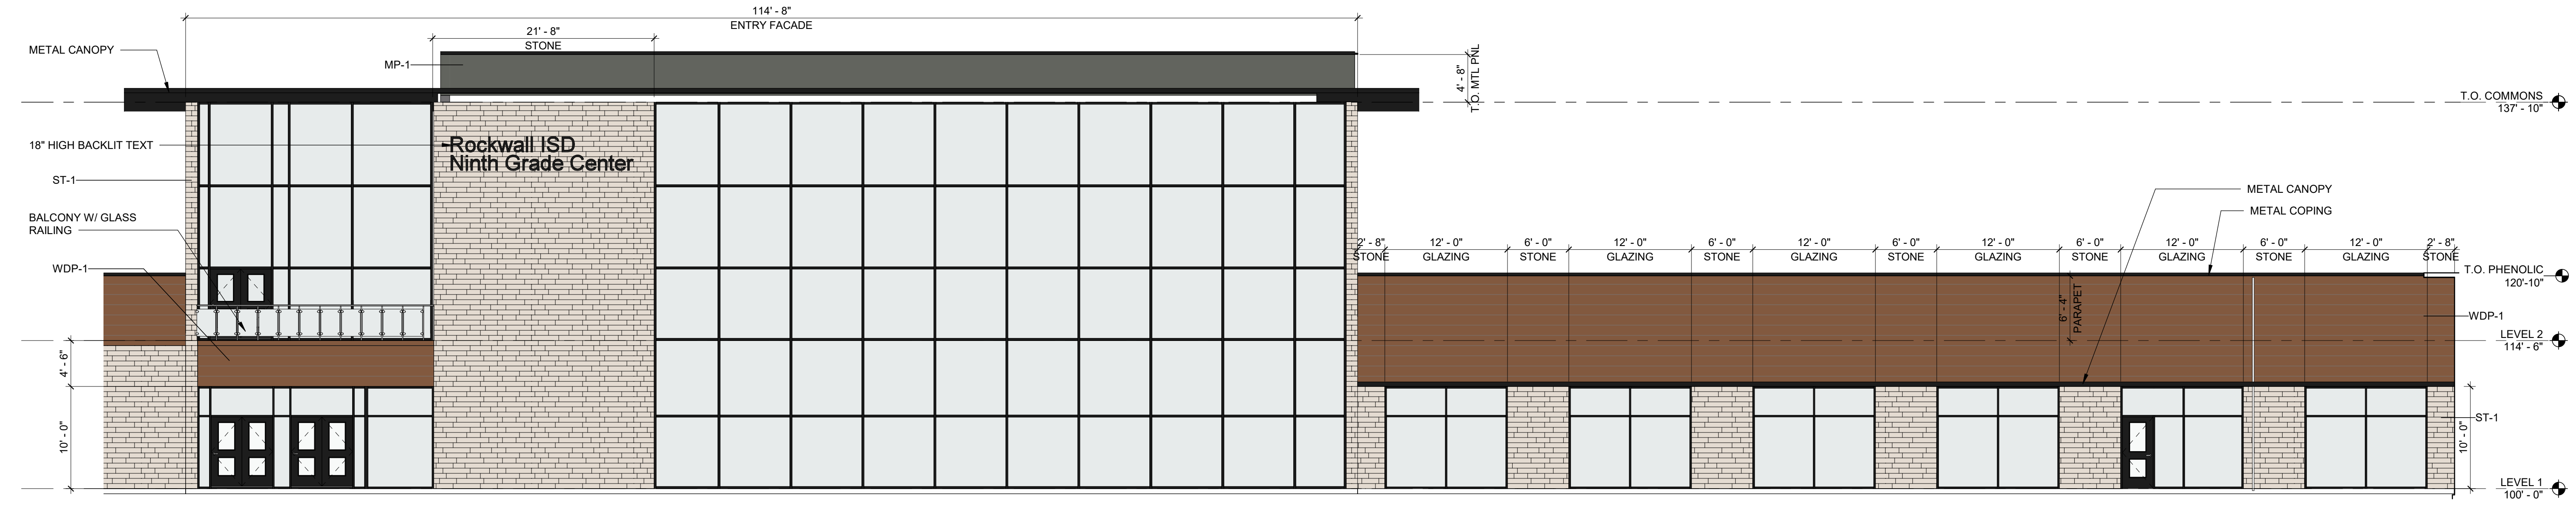 114' - 8"
ENTRY FACADE
21' - 8"
STONE
METAL CANOPY
MP-1
4' - 8"
T.O. MTL PNL
T.O. COMMONS
137' - 10"
18" HIGH BACKLIT TEXT
Rockwall ISD
Ninth Grade Center
ST-1
METAL CANOPY
METAL COPING
BALCONY W/ GLASS
RAILING
2' - 8" 12' - 0" 6' - 0" 12' - 0" 6' - 0" 12' - 0" 6' - 0" 12' - 0" 6' - 0" 12' - 0" 6' - 0" 12' - 0" 2' - 8"
STONE GLAZING STONE GLAZING STONE GLAZING STONE GLAZING STONE GLAZING STONE GLAZING STONE
WDP-1
T.O. PHENOLIC
120'-10"
6' - 4"
PARAPET
WDP-1
LEVEL 2
114' - 6"
4' - 6"
10' - 0"
ST-1
10' - 0"
LEVEL 1
100' - 0"